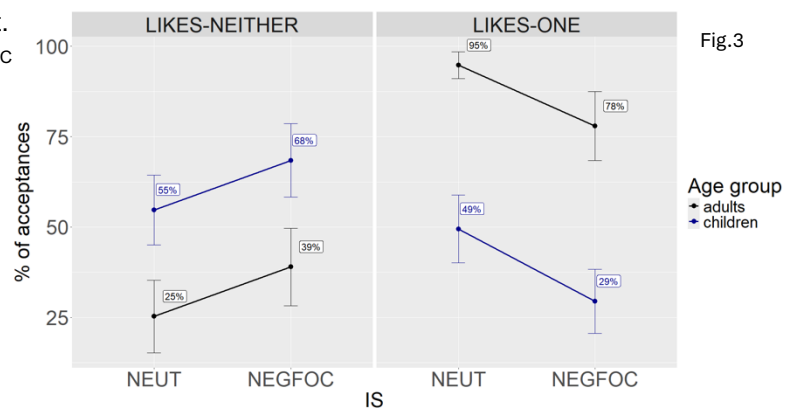 LIKES-NEITHER
LIKES-ONE
Fig.3
100
75
50
25
% of acceptances
55%
68%
25%
39%
95%
78%
49%
29%
NEUT
NEGFOC
NEUT
NEGFOC
IS
Age group
adults
children